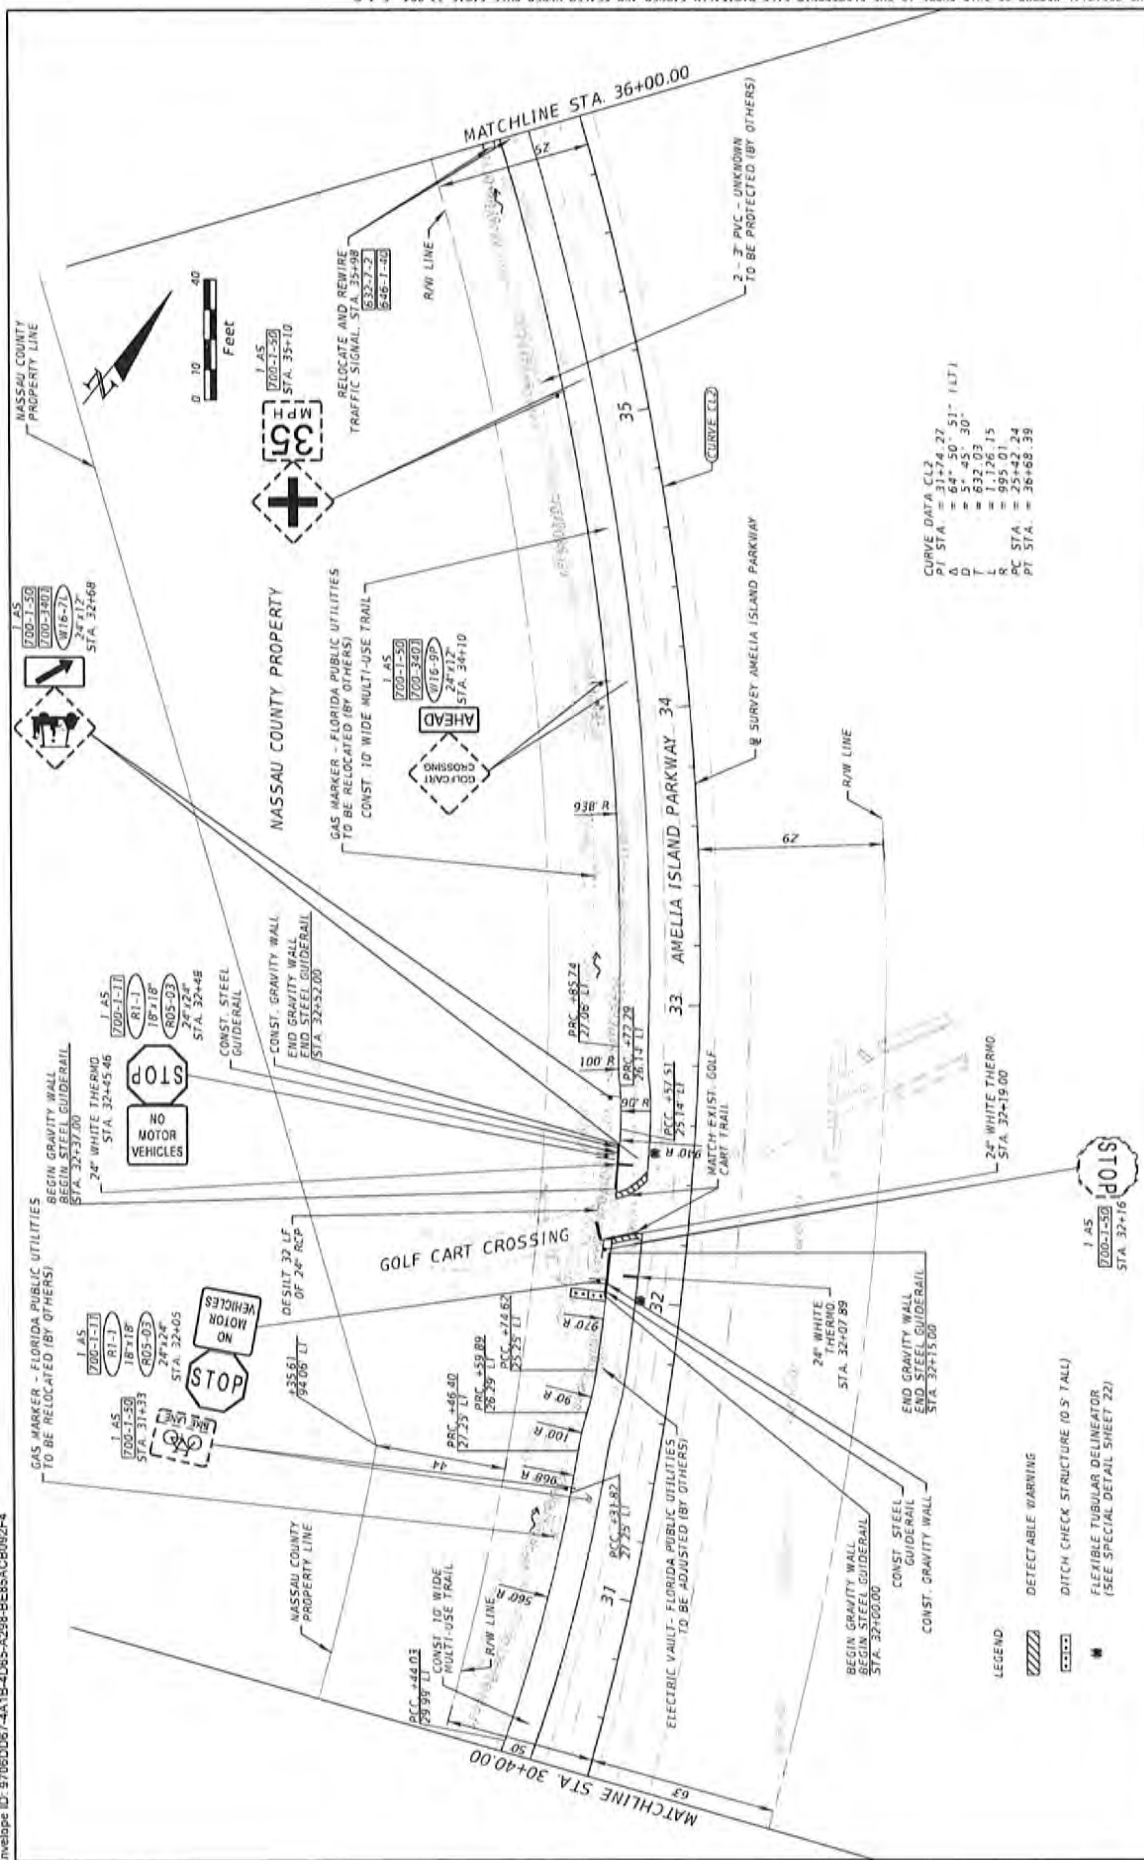 Envelope ID: 9706DD67-4A1B-4D65-A298-BEB5ACB092F4
MATCHLINE STA. 30+40.00
MATCHLINE STA. 36+00.00
NASSAU COUNTY
PROPERTY LINE
NASSAU COUNTY
PROPERTY LINE
NASSAU COUNTY PROPERTY
N
0 10 40
Feet
GAS MARKER - FLORIDA PUBLIC UTILITIES
TO BE RELOCATED (BY OTHERS)
1 AS
700-1-50
STA. 31+33
1 AS
700-1-11
R1-1
18"x18"
R05-03
24"x24"
STA. 32+05
STOP
NO
MOTOR
VEHICLES
BEGIN GRAVITY WALL
BEGIN STEEL GUIDERAIL
STA. 32+37.00
24" WHITE THERMO
STA. 32+45.46
1 AS
700-1-11
R1-1
18"x18"
R05-03
24"x24"
STA. 32+48
STOP
NO
MOTOR
VEHICLES
CONST. STEEL
GUIDERAIL
CONST. GRAVITY WALL
END GRAVITY WALL
END STEEL GUIDERAIL
STA. 32+52.00
1 AS
700-1-50
700-3401
W16-7L
24"x12"
STA. 32+68
GAS MARKER - FLORIDA PUBLIC UTILITIES
TO BE RELOCATED (BY OTHERS)
CONST. 10' WIDE MULTI-USE TRAIL
1 AS
700-1-50
700-3401
W16-9P
24"x12"
STA. 34+10
AHEAD
GOLFCART
CROSSING
1 AS
700-1-50
STA. 35+10
35
MPH
RELOCATE AND REWIRE
TRAFFIC SIGNAL, STA. 35+98
632-7-2
646-1-40
R/W LINE
52
2 - 3" PVC - UNKNOWN
TO BE PROTECTED (BY OTHERS)
DESILT 32 LF
OF 24" RCP
GOLF CART CROSSING
+35.61
94.06' LT
44
PCC +44.03
29.99' LT
CONST 10' WIDE
MULTI-USE TRAIL
R/W LINE
50
63
560' R
PCC +31.82
27.25' LT
968' R
PRC +46.40
27.25' LT
100' R
PRC +59.89
26.29' LT
90' R
PCC +74.62
25.25' LT
970' R
940' R
PCC +57.51
25.14' LT
90' R
PRC +72.29
26.14' LT
100' R
PRC +85.74
27.06' LT
938' R
MATCH EXIST. GOLF
CART TRAIL
31
32
33
AMELIA ISLAND PARKWAY
34
35
CURVE CL2
℄ SURVEY AMELIA ISLAND PARKWAY
62
R/W LINE
ELECTRIC VAULT- FLORIDA PUBLIC UTILITIES
TO BE ADJUSTED (BY OTHERS)
24" WHITE
THERMO.
STA. 32+07.89
24" WHITE THERMO
STA. 32+19.00
END GRAVITY WALL
END STEEL GUIDERAIL
STA. 32+15.00
BEGIN GRAVITY WALL
BEGIN STEEL GUIDERAIL
STA. 32+00.00
CONST STEEL
GUIDERAIL
CONST. GRAVITY WALL
STOP
1 AS
700-1-50
STA. 32+16
CURVE DATA CL2
PI STA. = 31+74.27
Δ = 64° 50' 51" (LT)
D = 5° 45' 30"
T = 632.03
L = 1,126.15
R = 995.01
PC STA. = 25+42.24
PT STA. = 36+68.39
LEGEND:
DETECTABLE WARNING
DITCH CHECK STRUCTURE (0.5' TALL)
FLEXIBLE TUBULAR DELINEATOR
(SEE SPECIAL DETAIL SHEET 22)